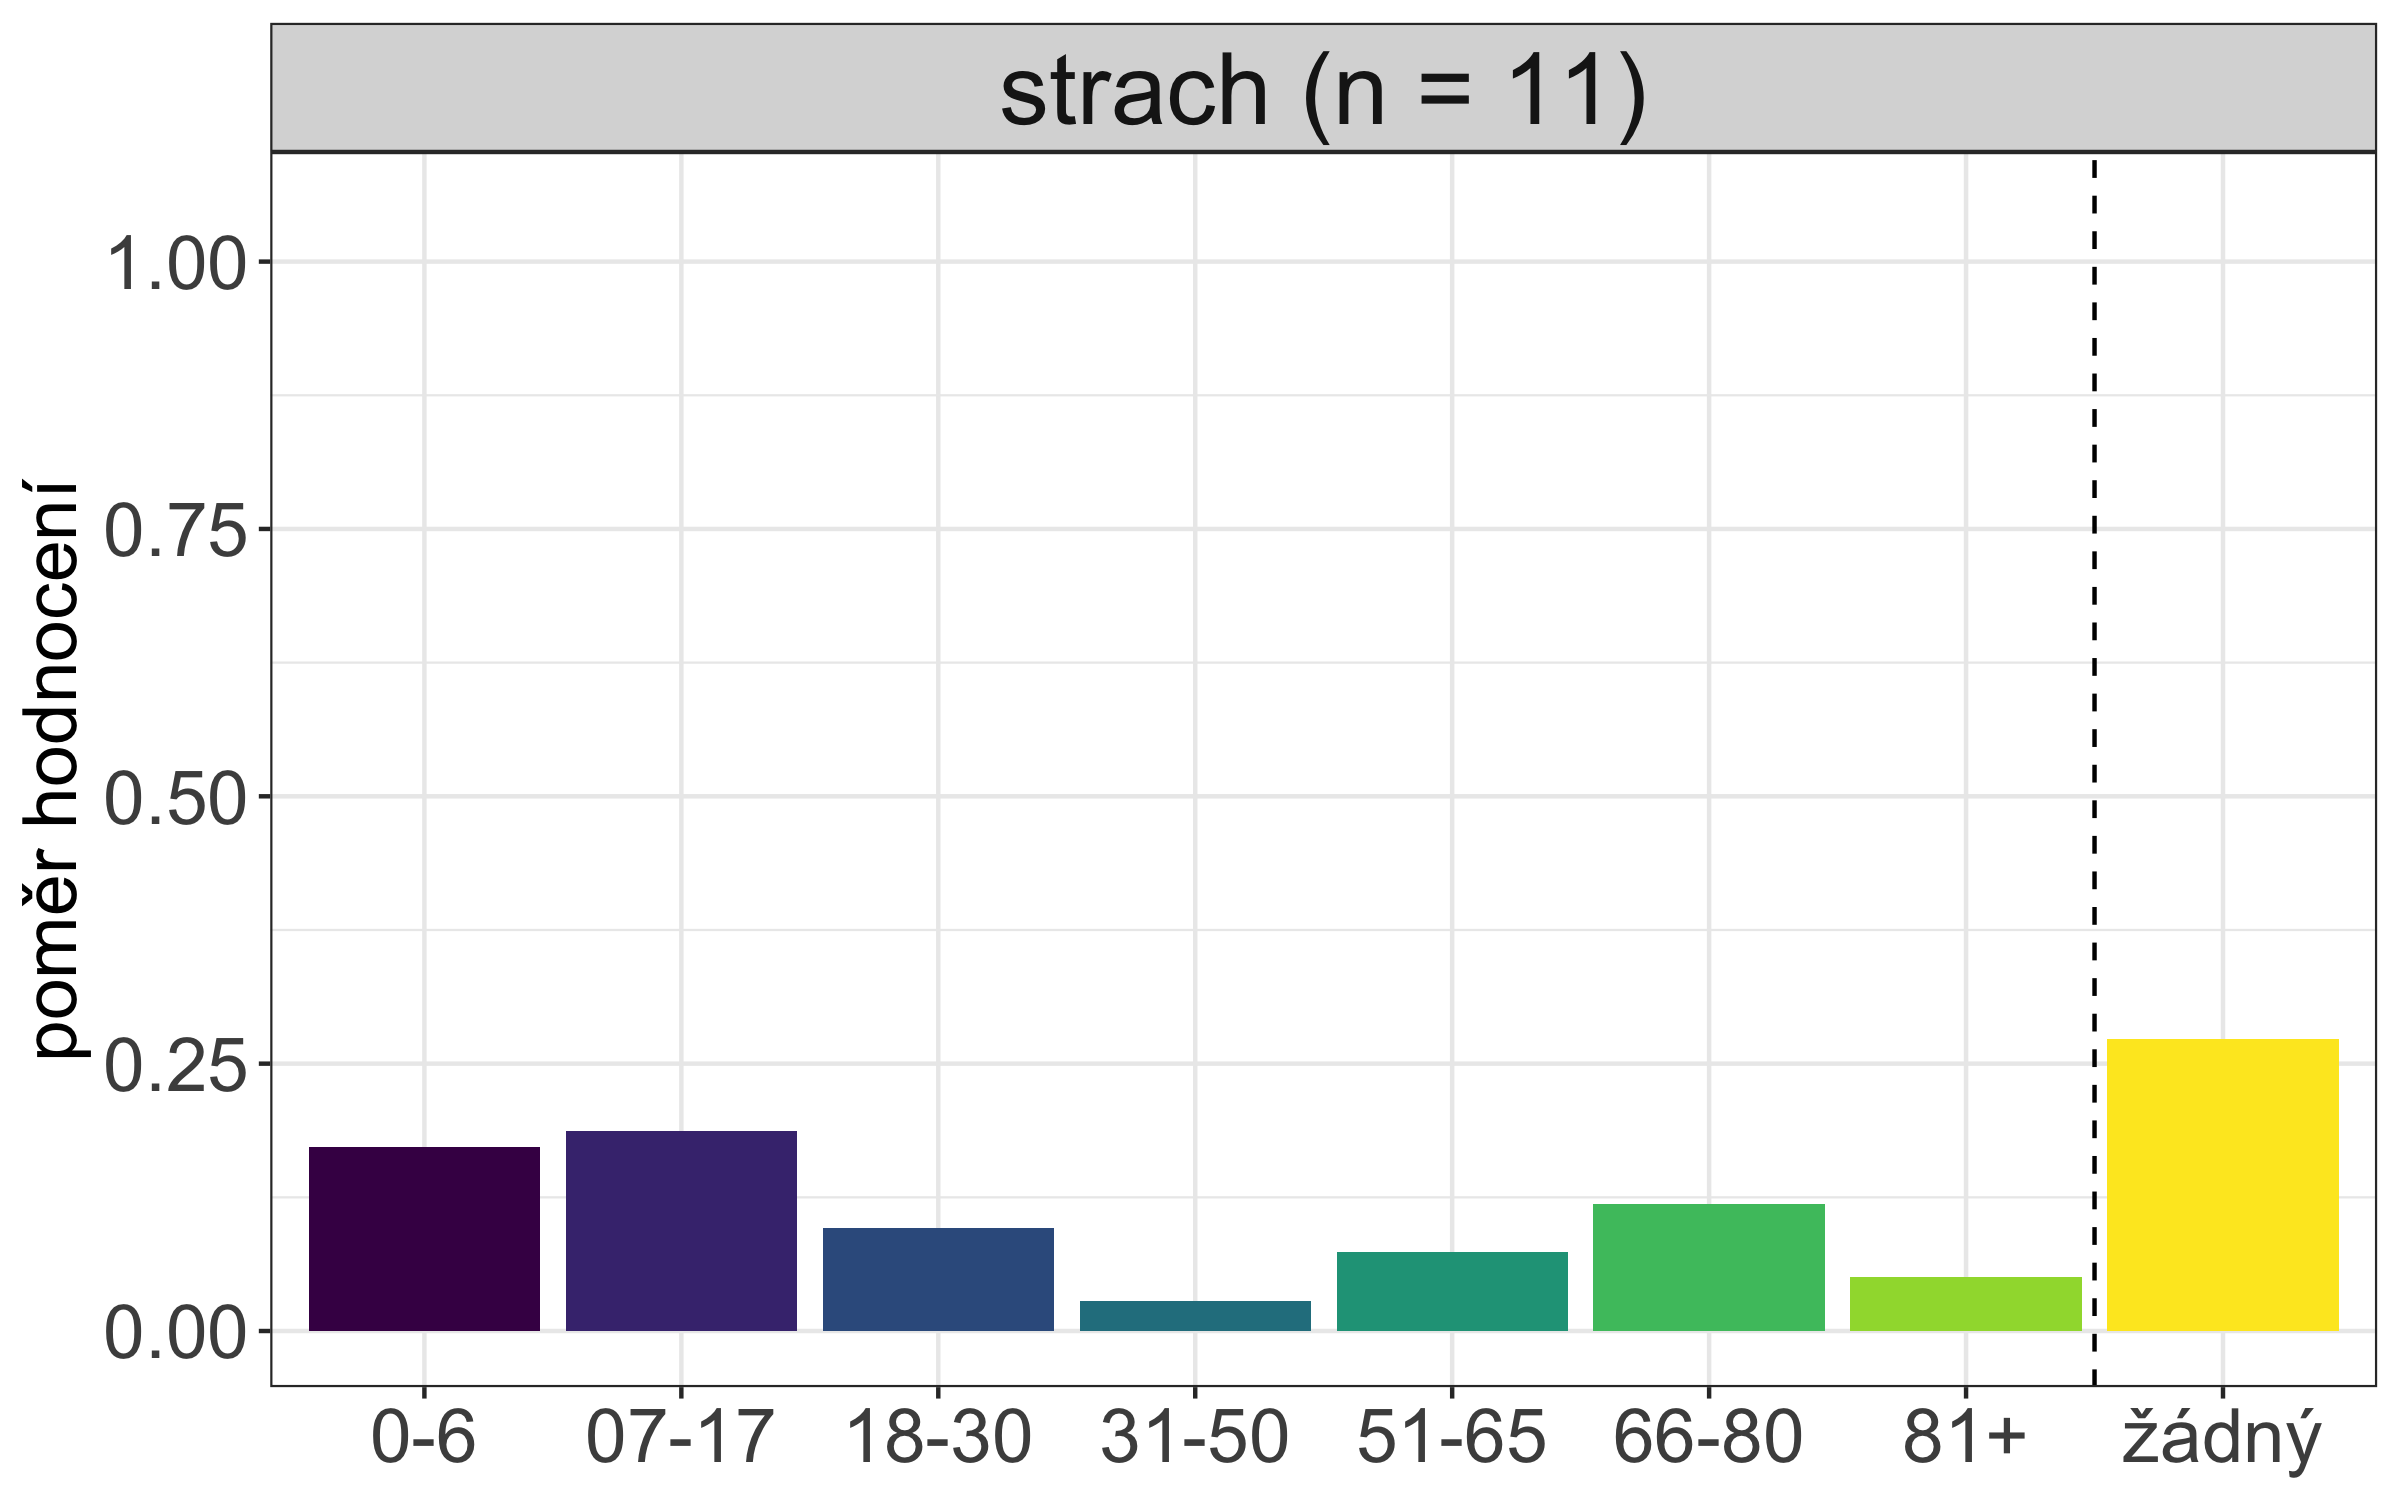 strach (n = 11)
poměr hodnocení
1.00
0.75
0.50
0.25
0.00
0-6 07-17 18-30 31-50 51-65 66-80 81+ žádný